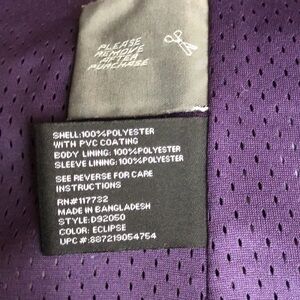 PLEASE
REMOVE
AFTER
PURCHASE
SHELL:100%POLYESTER
WITH PVC COATING
BODY LINING: 100%POLYESTER
SLEEVE LINING: 100%POLYESTER
SEE REVERSE FOR CARE
INSTRUCTIONS
RN#117732
MADE IN BANGLADESH
STYLE:D92050
COLOR: ECLIPSE
UPC #:887219054754